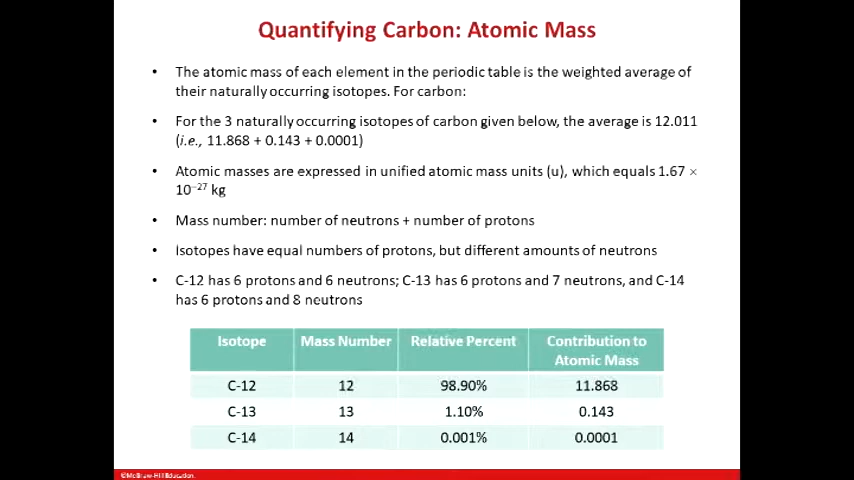 Quantifying Carbon: Atomic Mass
• The atomic mass of each element in the periodic table is the weighted average of
their naturally occurring isotopes. For carbon:
• For the 3 naturally occurring isotopes of carbon given below, the average is 12.011
(i.e., 11.868 + 0.143 + 0.0001)
• Atomic masses are expressed in unified atomic mass units (u), which equals 1.67 ×
10⁻²⁷ kg
• Mass number: number of neutrons + number of protons
• Isotopes have equal numbers of protons, but different amounts of neutrons
• C-12 has 6 protons and 6 neutrons; C-13 has 6 protons and 7 neutrons, and C-14
has 6 protons and 8 neutrons
Isotope Mass Number Relative Percent Contribution to
Atomic Mass
C-12 12 98.90% 11.868
C-13 13 1.10% 0.143
C-14 14 0.001% 0.0001
©McGraw-Hill Education.